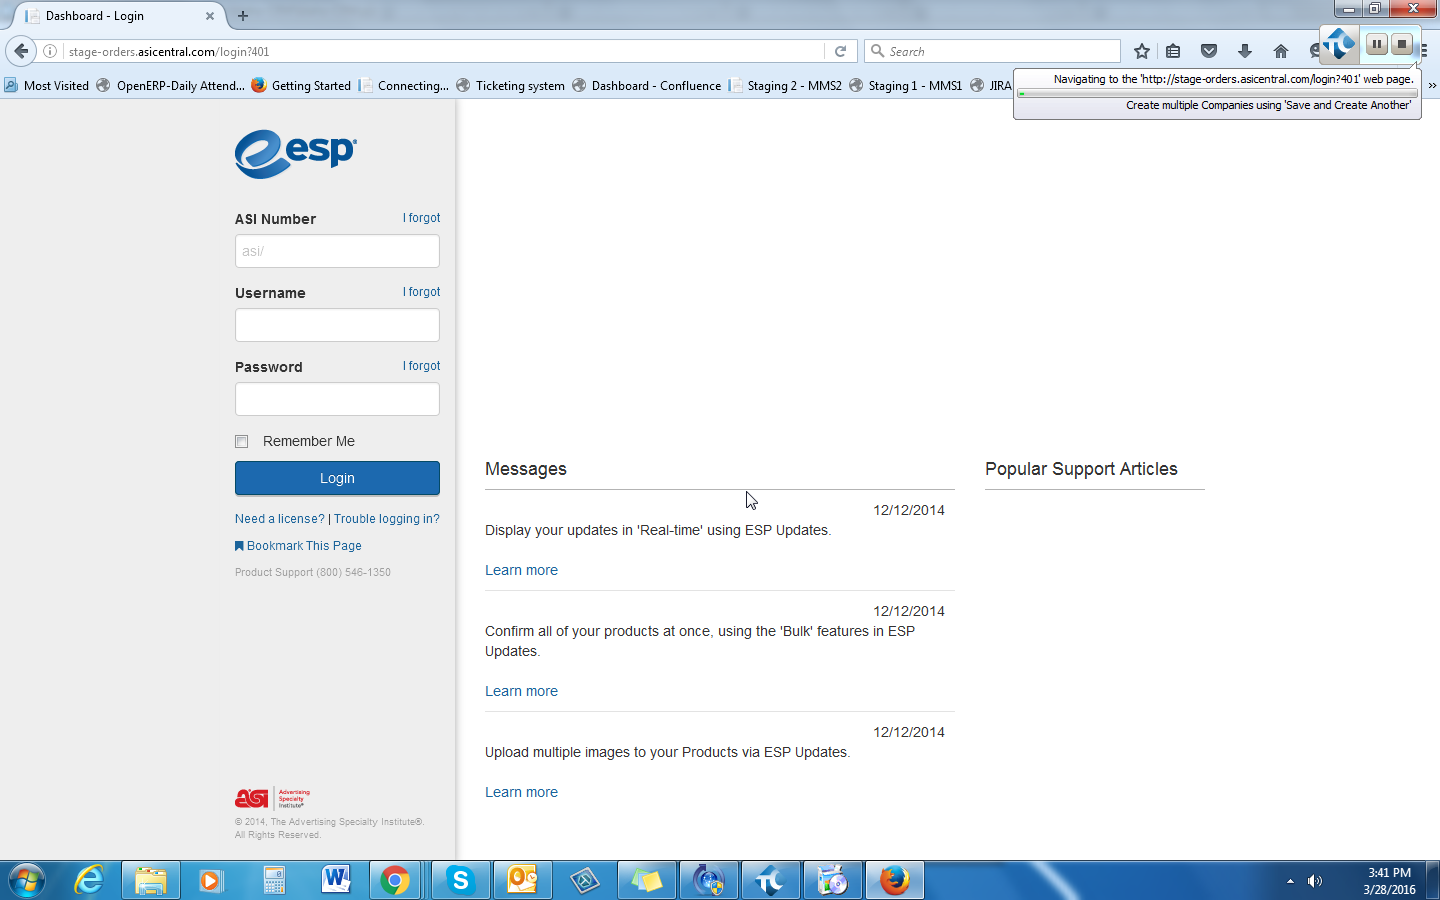 Dashboard - Login
stage-orders.asicentral.com/login?401
Search
Most Visited
OpenERP-Daily Attend...
Getting Started
Connecting...
Ticketing system
Dashboard - Confluence
Staging 2 - MMS2
Staging 1 - MMS1
JIRA
»
Navigating to the 'http://stage-orders.asicentral.com/login?401' web page.
Create multiple Companies using 'Save and Create Another'
esp
ASI Number
I forgot
asi/
Username
I forgot
Password
I forgot
Remember Me
Login
Need a license? | Trouble logging in?
Bookmark This Page
Product Support (800) 546-1350
Messages
12/12/2014
Display your updates in 'Real-time' using ESP Updates.
Learn more
12/12/2014
Confirm all of your products at once, using the 'Bulk' features in ESP
Updates.
Learn more
12/12/2014
Upload multiple images to your Products via ESP Updates.
Learn more
Popular Support Articles
asi
Advertising
Specialty
Institute®
© 2014, The Advertising Specialty Institute®.
All Rights Reserved.
3:41 PM
3/28/2016